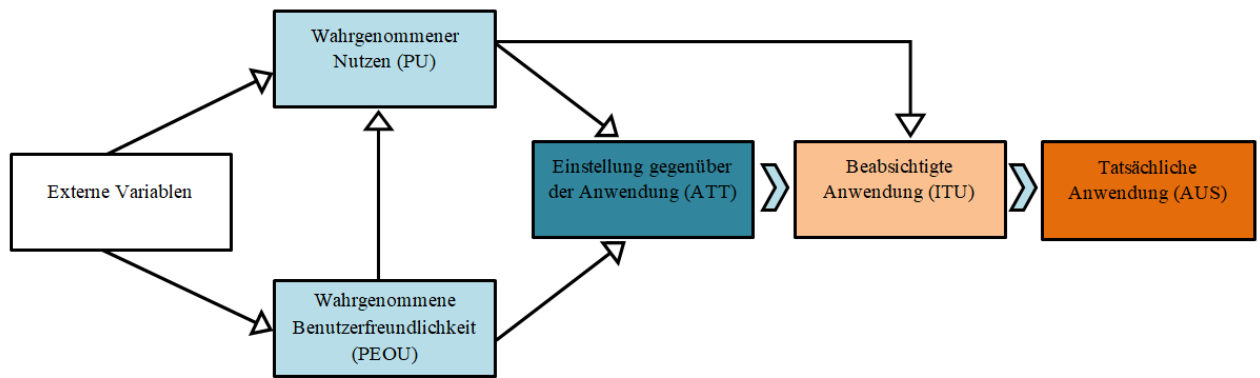 Wahrgenommener
Nutzen (PU)
Externe Variablen
Einstellung gegenüber
der Anwendung (ATT)
Beabsichtigte
Anwendung (ITU)
Tatsächliche
Anwendung (AUS)
Wahrgenommene
Benutzerfreundlichkeit
(PEOU)